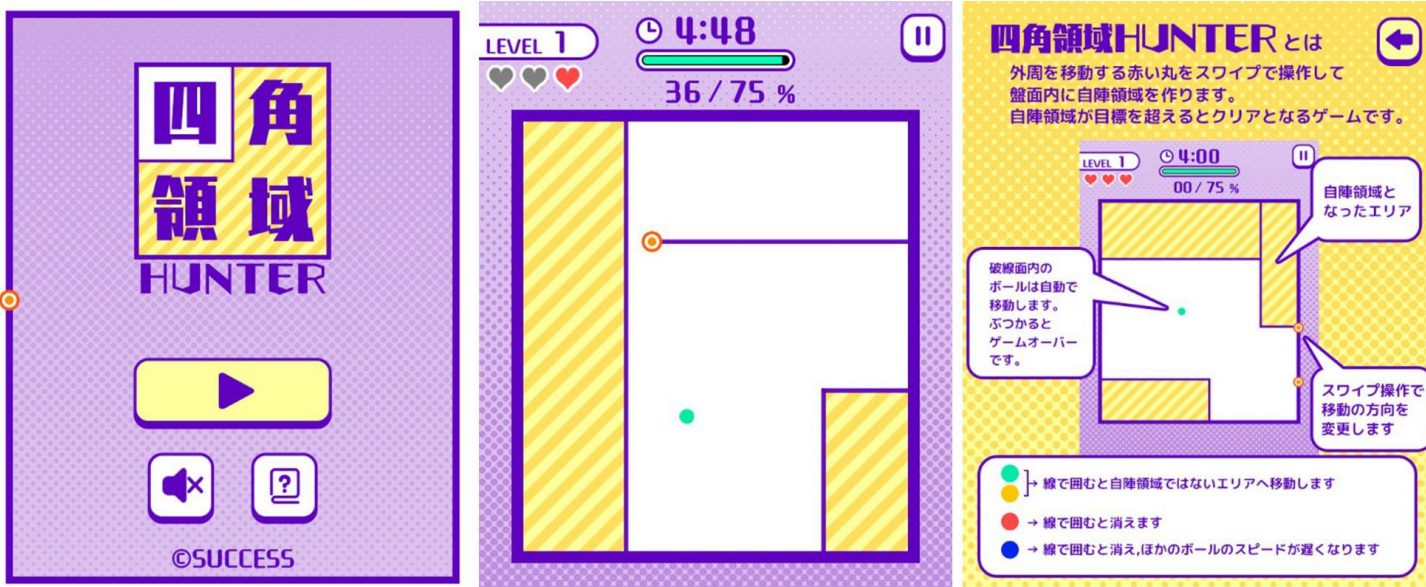 四角
領域
HUNTER
©SUCCESS
LEVEL 1
4:48
36 / 75 %
四角領域HUNTERとは
外周を移動する赤い丸をスワイプで操作して
盤面内に自陣領域を作ります。
自陣領域が目標を超えるとクリアとなるゲームです。
LEVEL 1
4:00
00 / 75 %
自陣領域と
なったエリア
破線面内の
ボールは自動で
移動します。
ぶつかると
ゲームオーバー
です。
スワイプ操作で
移動の方向を
変更します
→ 線で囲むと自陣領域ではないエリアへ移動します
→ 線で囲むと消えます
→ 線で囲むと消え,ほかのボールのスピードが遅くなります